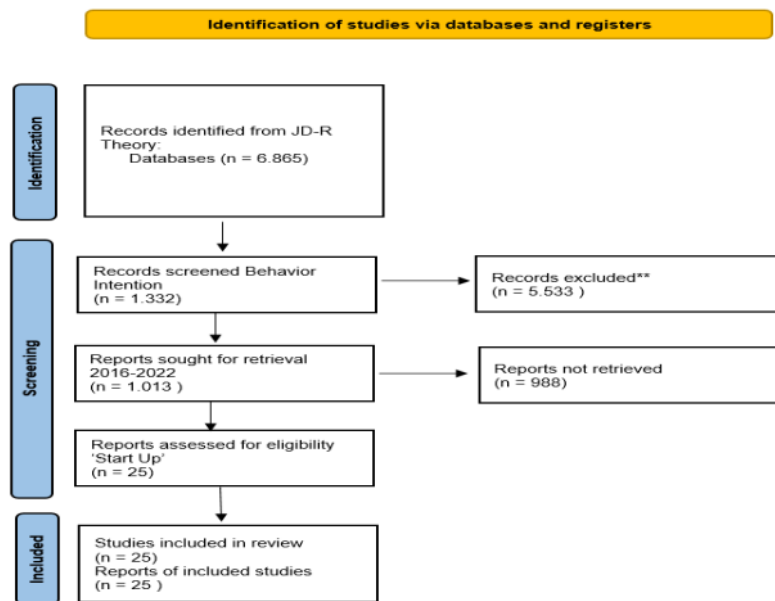 Identification of studies via databases and registers
Identification
Records identified from JD-R
Theory:
Databases (n = 6.865)
Screening
Records screened Behavior
Intention
(n = 1.332)
Records excluded**
(n = 5.533 )
Reports sought for retrieval
2016-2022
(n = 1.013 )
Reports not retrieved
(n = 988)
Reports assessed for eligibility
'Start Up'
(n = 25)
Included
Studies included in review
(n = 25)
Reports of included studies
(n = 25 )